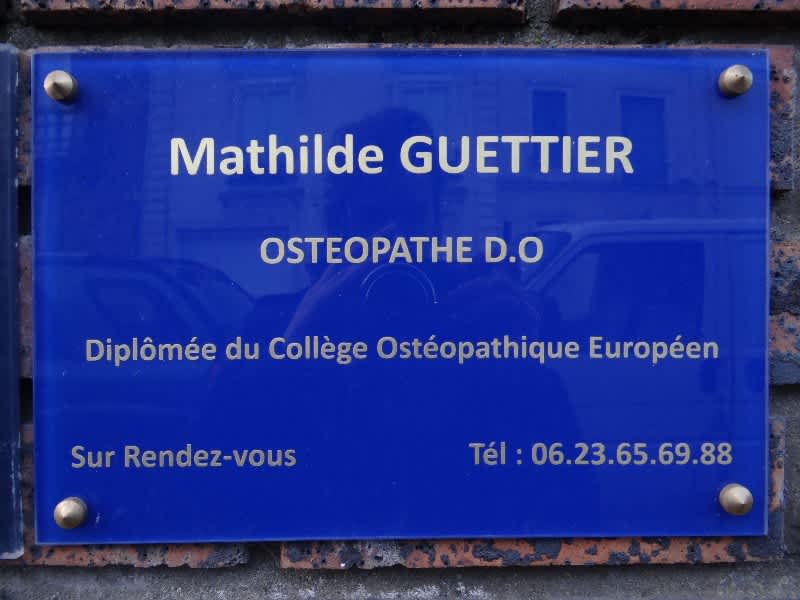 Mathilde GUETTIER
OSTEOPATHE D.O
Diplômée du Collège Ostéopathique Européen
Sur Rendez-vous Tél : 06.23.65.69.88